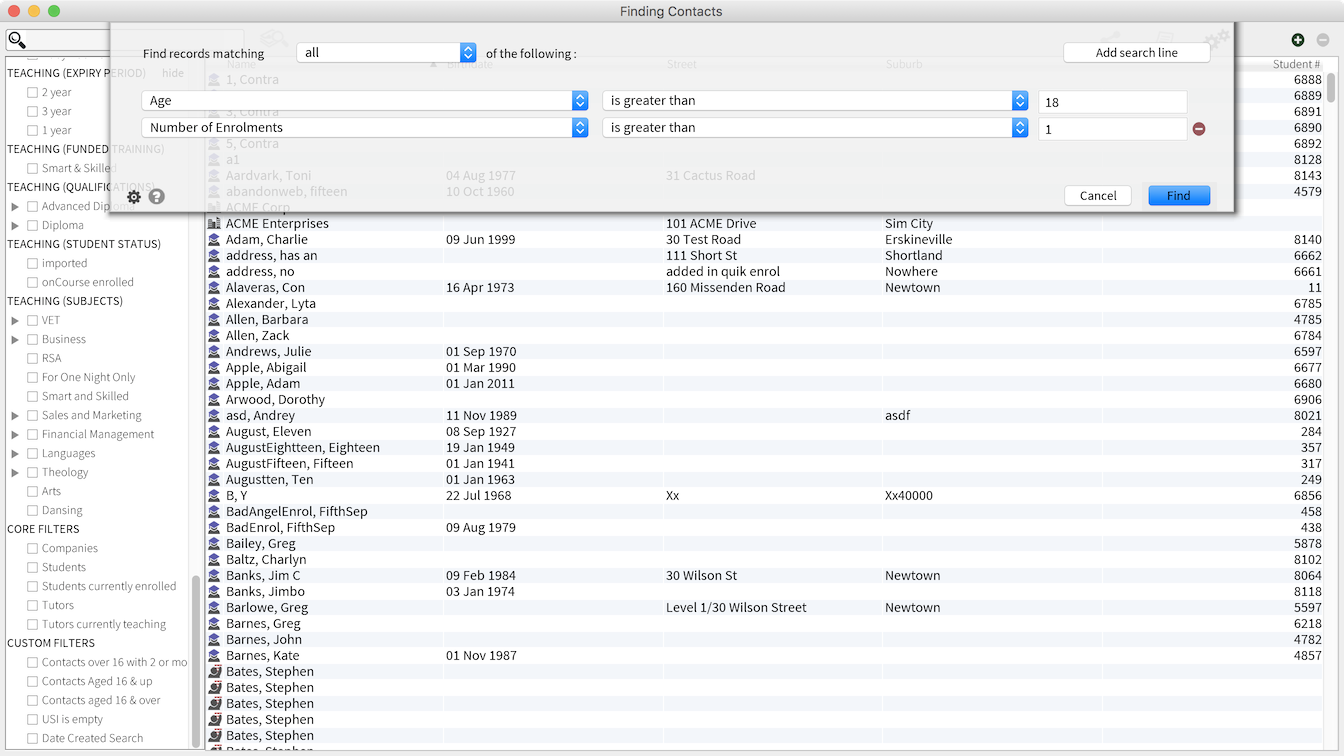 Finding Contacts
Find records matching all of the following :
Add search line
Name Birthdate Street Suburb Student #
Age is greater than 18
Number of Enrolments is greater than 1
Cancel Find
TEACHING (EXPIRY PERIOD) hide
2 year
3 year
1 year
TEACHING (FUNDED TRAINING)
Smart & Skilled
TEACHING (QUALIFICATIONS)
Advanced Diploma
Diploma
TEACHING (STUDENT STATUS)
imported
onCourse enrolled
TEACHING (SUBJECTS)
VET
Business
RSA
For One Night Only
Smart and Skilled
Sales and Marketing
Financial Management
Languages
Theology
Arts
Dansing
CORE FILTERS
Companies
Students
Students currently enrolled
Tutors
Tutors currently teaching
CUSTOM FILTERS
Contacts over 16 with 2 or mo
Contacts Aged 16 & up
Contacts aged 16 & over
USI is empty
Date Created Search
1, Contra 6888
6889
3, Contra 6891
6890
5, Contra 6892
a1 8128
Aardvark, Toni 04 Aug 1977 31 Cactus Road 8143
abandonweb, fifteen 10 Oct 1960 4579
ACME Corp
ACME Enterprises 101 ACME Drive Sim City
Adam, Charlie 09 Jun 1999 30 Test Road Erskineville 8140
address, has an 111 Short St Shortland 6662
address, no added in quik enrol Nowhere 6661
Alaveras, Con 16 Apr 1973 160 Missenden Road Newtown 11
Alexander, Lyta 6785
Allen, Barbara 4785
Allen, Zack 6784
Andrews, Julie 01 Sep 1970 6597
Apple, Abigail 01 Mar 1990 6677
Apple, Adam 01 Jan 2011 6680
Arwood, Dorothy 6906
asd, Andrey 11 Nov 1989 asdf 8021
August, Eleven 08 Sep 1927 284
AugustEightteen, Eighteen 19 Jan 1949 357
AugustFifteen, Fifteen 01 Jan 1941 317
Augustten, Ten 01 Jan 1963 249
B, Y 22 Jul 1968 Xx Xx40000 6856
BadAngelEnrol, FifthSep 458
BadEnrol, FifthSep 09 Aug 1979 438
Bailey, Greg 5878
Baltz, Charlyn 8102
Banks, Jim C 09 Feb 1984 30 Wilson St Newtown 8064
Banks, Jimbo 03 Jan 1974 8118
Barlowe, Greg Level 1/30 Wilson Street Newtown 5597
Barnes, Greg 6218
Barnes, John 4782
Barnes, Kate 01 Nov 1987 4857
Bates, Stephen
Bates, Stephen
Bates, Stephen
Bates, Stephen
Bates, Stephen